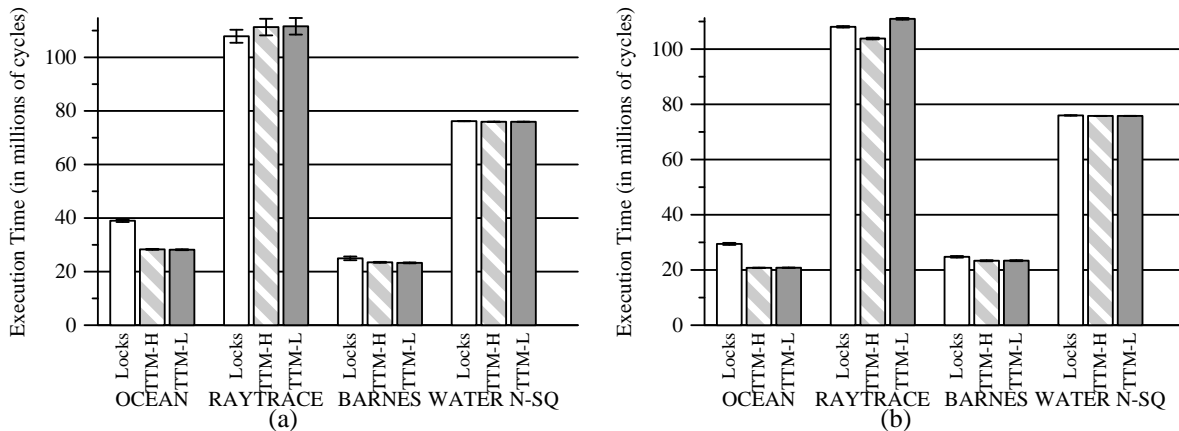 Execution Time (in millions of cycles)
100
80
60
40
20
0
Locks
TTM-H
TTM-L
Locks
TTM-H
TTM-L
Locks
TTM-H
TTM-L
Locks
TTM-H
TTM-L
OCEAN RAYTRACE BARNES WATER N-SQ
(a)
Execution Time (in millions of cycles)
100
80
60
40
20
0
Locks
TTM-H
TTM-L
Locks
TTM-H
TTM-L
Locks
TTM-H
TTM-L
Locks
TTM-H
TTM-L
OCEAN RAYTRACE BARNES WATER N-SQ
(b)